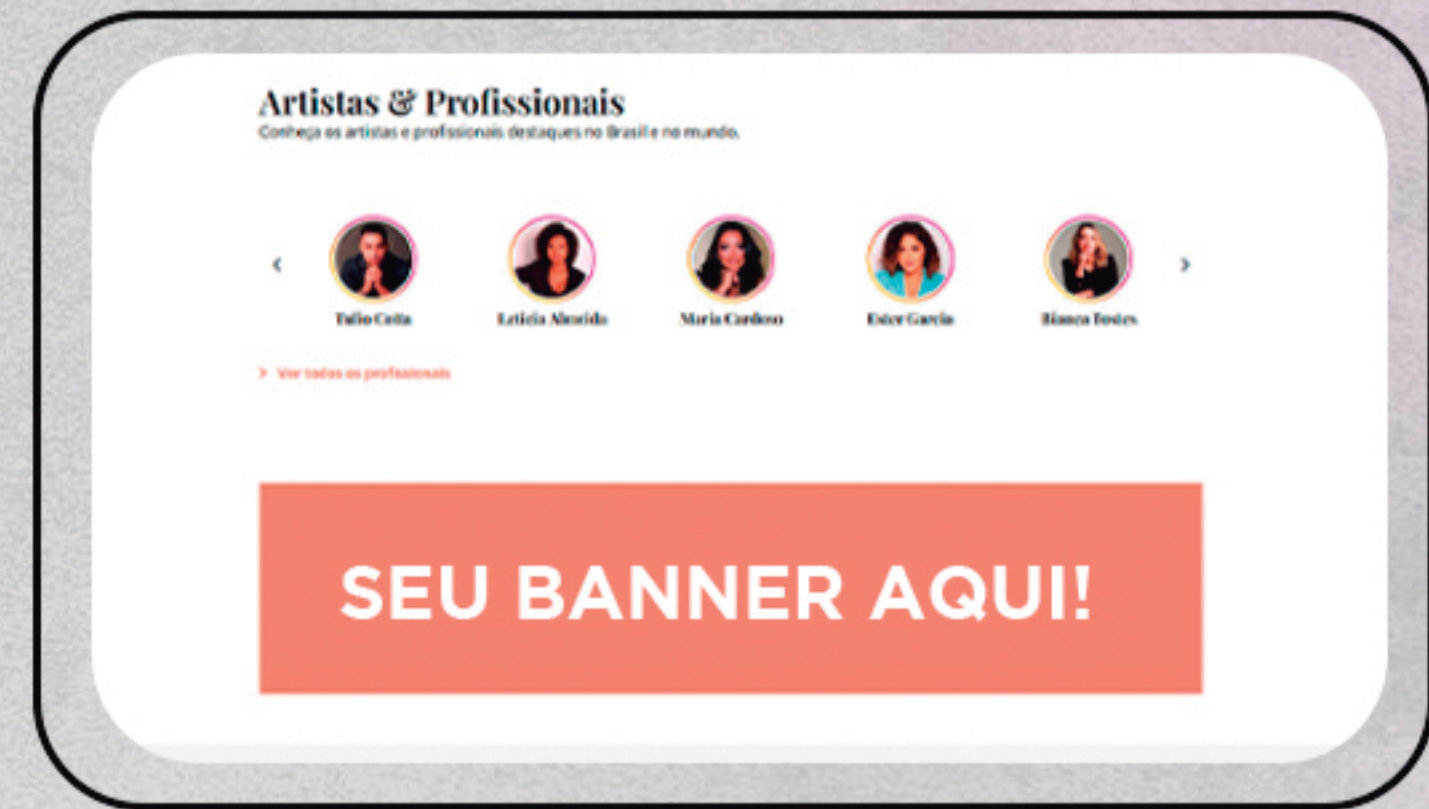 Artistas & Profissionais
Conheça os artistas e profissionais destaques no Brasil e no mundo.
Tulio Cotta
Leticia Almeida
Maria Cardoso
Ester Garcia
Bianca
> Ver todos os profissionais
SEU BANNER AQUI!